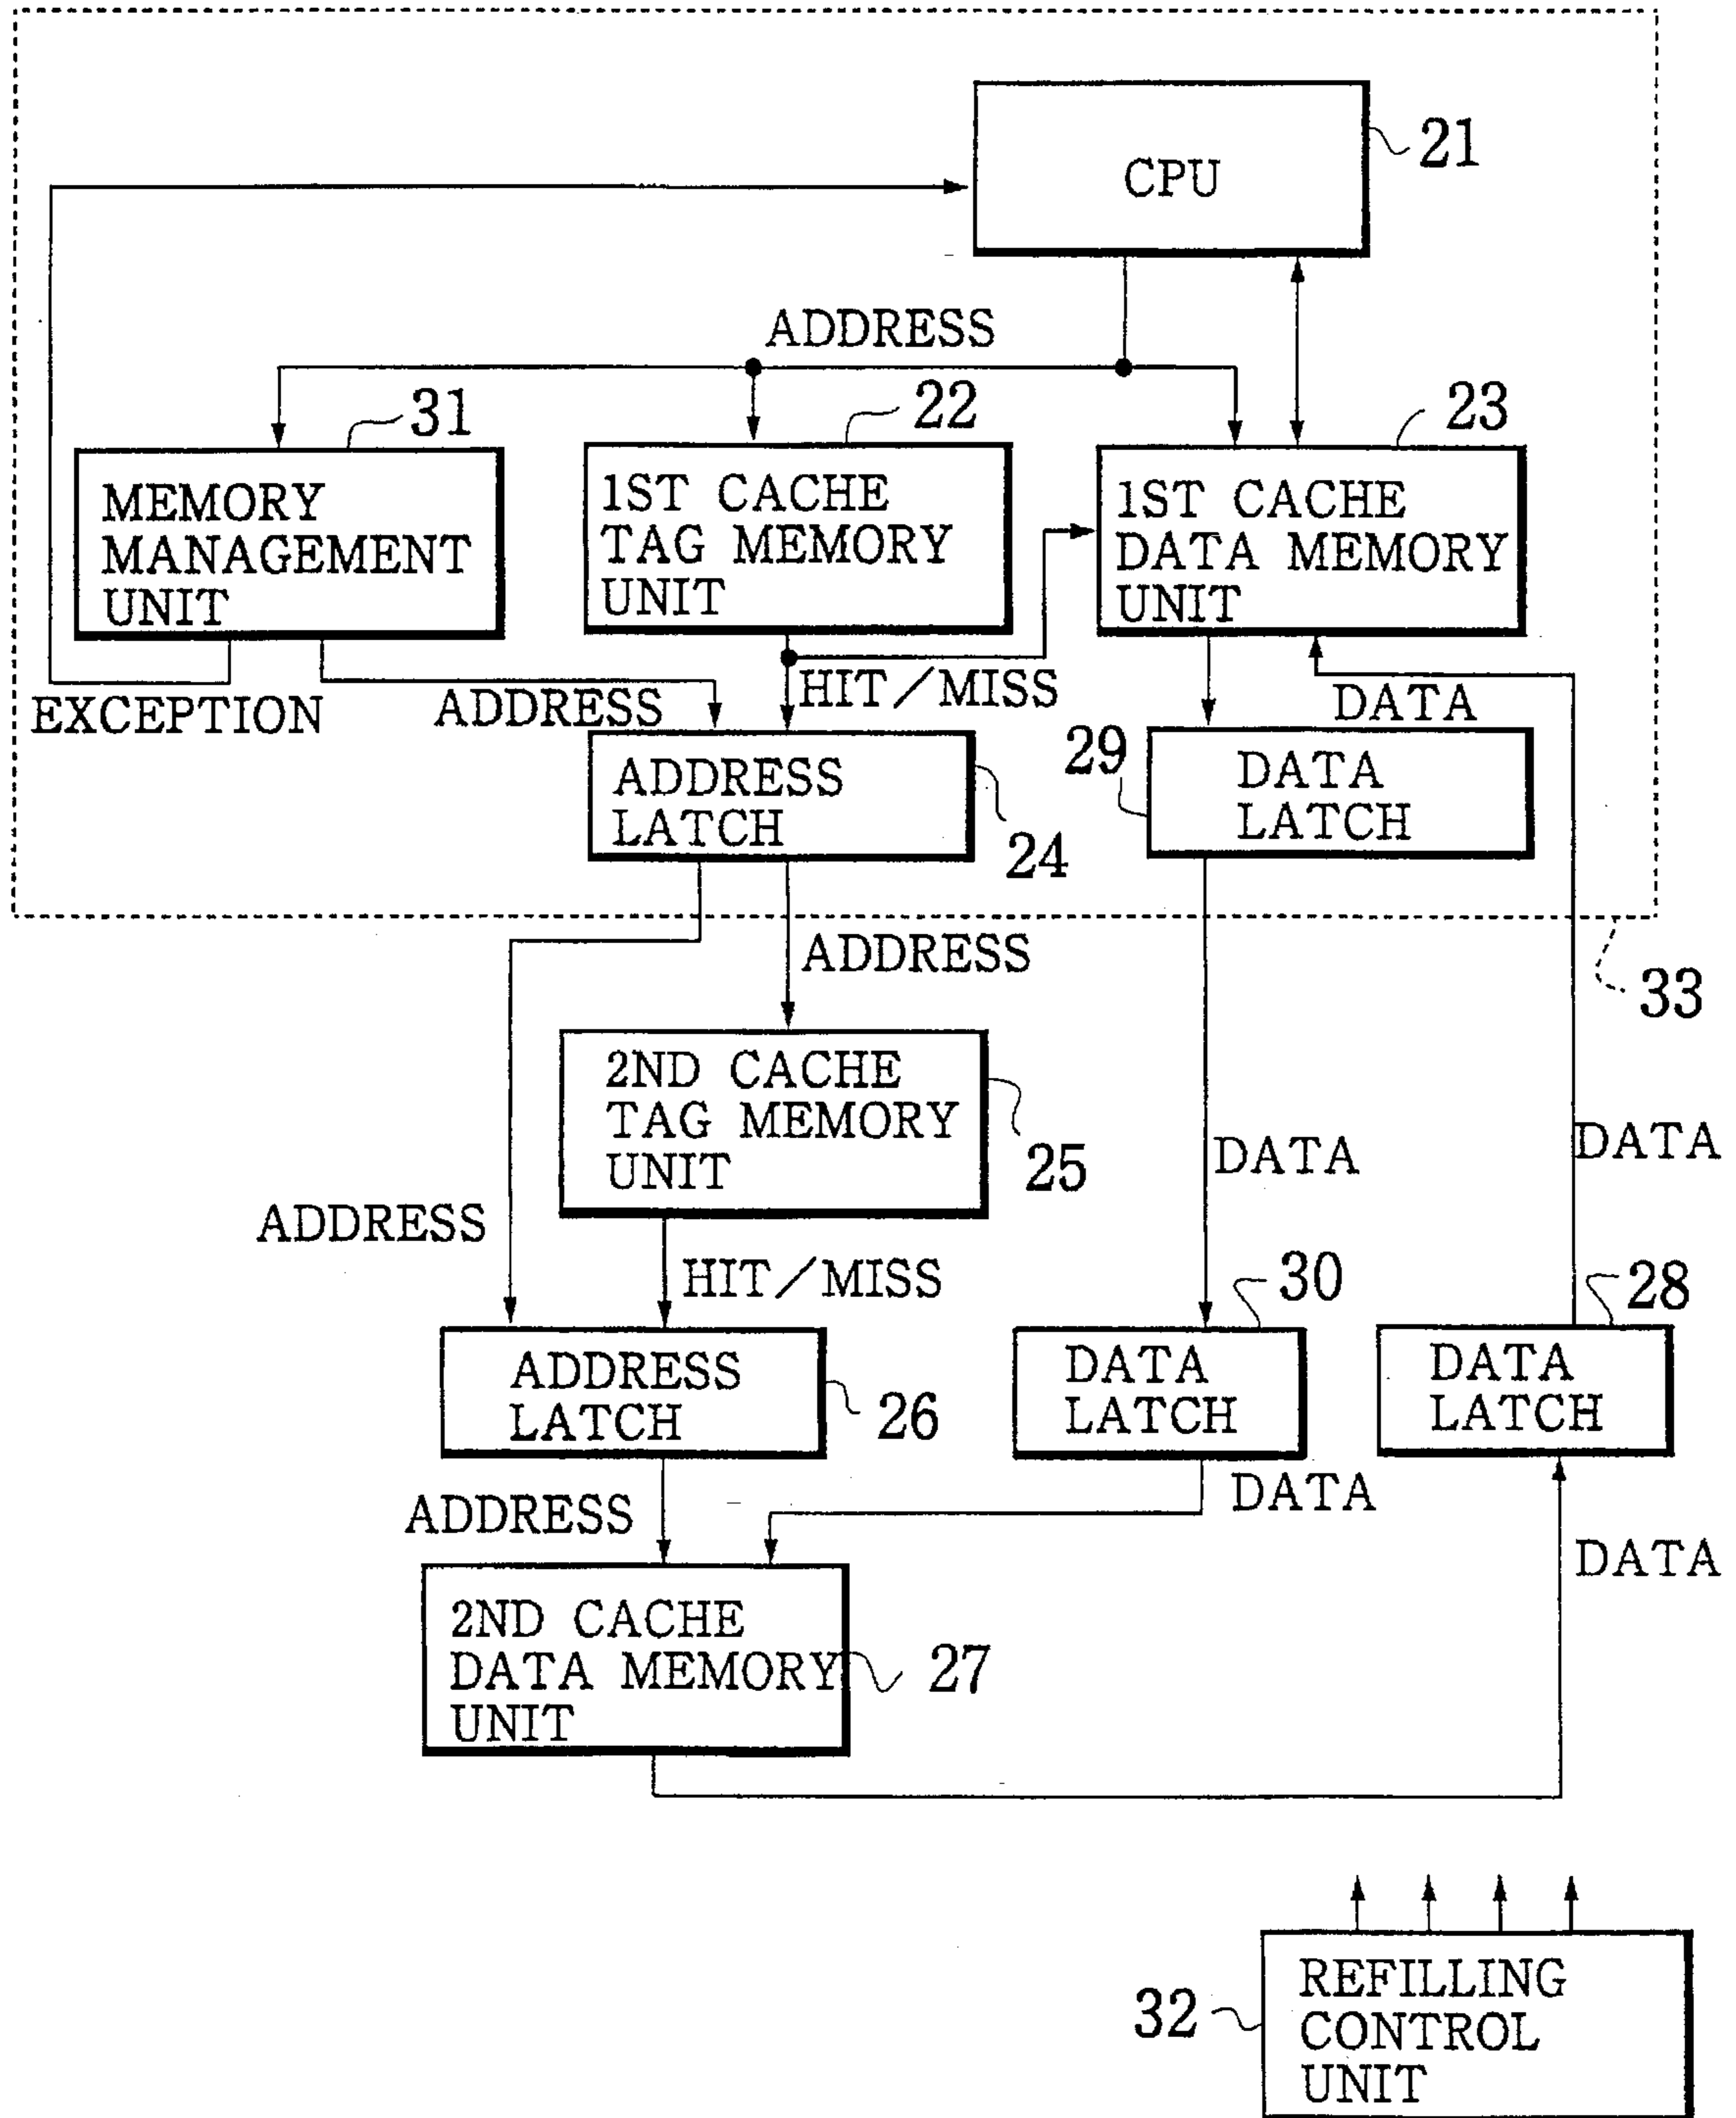 CPU
21
ADDRESS
31
22
23
MEMORY
MANAGEMENT
UNIT
1ST CACHE
TAG MEMORY
UNIT
1ST CACHE
DATA MEMORY
UNIT
EXCEPTION
ADDRESS
HIT/MISS
DATA
ADDRESS
LATCH
24
29
DATA
LATCH
ADDRESS
33
2ND CACHE
TAG MEMORY
UNIT
25
DATA
DATA
ADDRESS
HIT/MISS
30
28
ADDRESS
LATCH
26
DATA
LATCH
DATA
LATCH
ADDRESS
DATA
DATA
2ND CACHE
DATA MEMORY
UNIT
27
32
REFILLING
CONTROL
UNIT